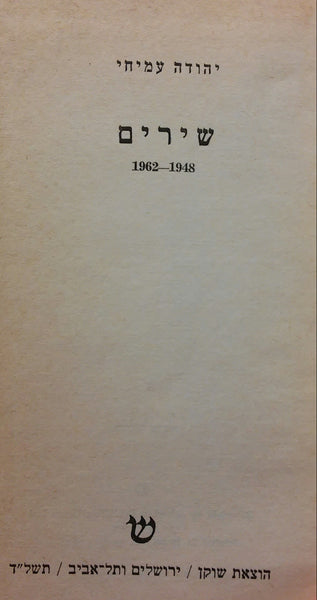 יהודה עמיחי
שירים
1962—1948
ש
הוצאת שוקן / ירושלים ותל־אביב / תשל״ד